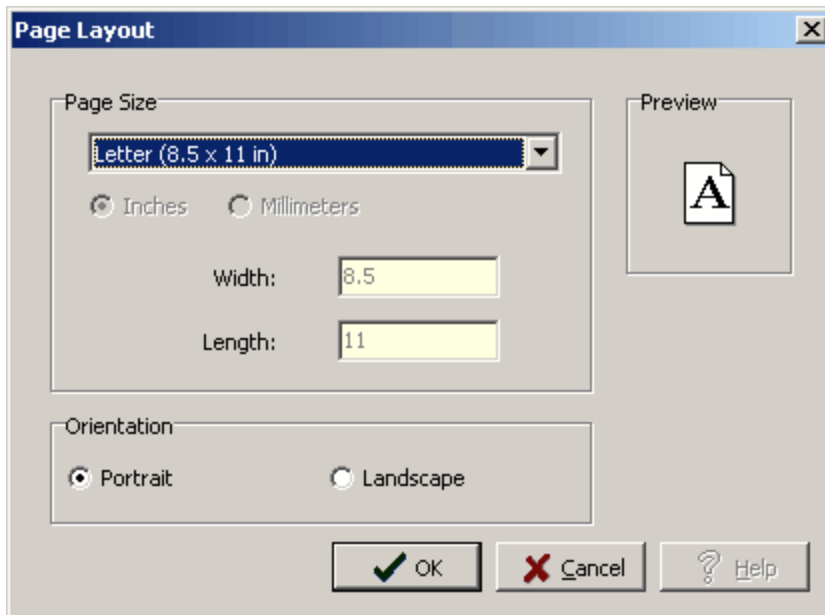 Page Layout
Page Size
Preview
Letter (8.5 x 11 in)
A
Inches Millimeters
Width: 8.5
Length: 11
Orientation
Portrait Landscape
OK Cancel Help